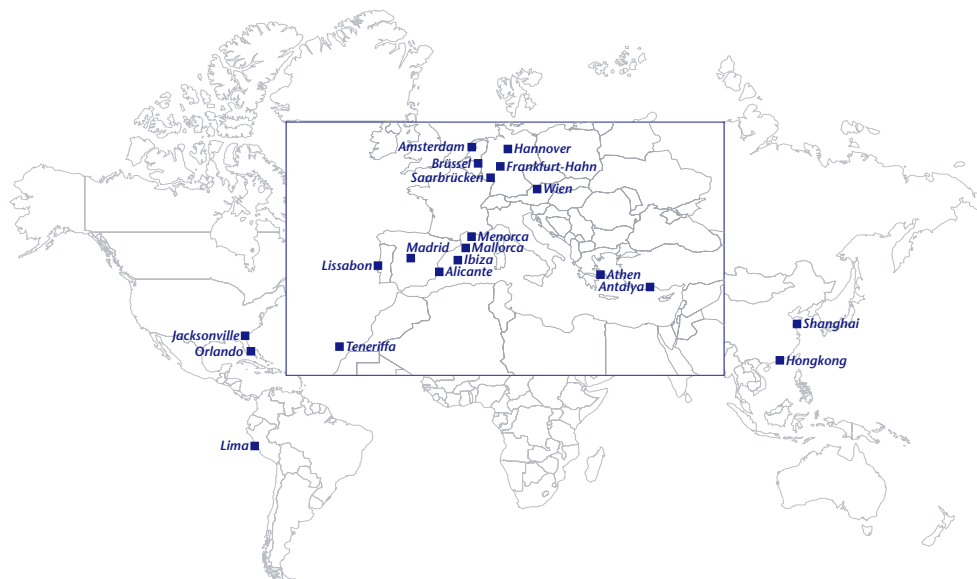 Amsterdam
Hannover
Brüssel
Frankfurt-Hahn
Saarbrücken
Wien
Menorca
Madrid
Mallorca
Ibiza
Lissabon
Alicante
Athen
Antalya
Shanghai
Jacksonville
Orlando
Teneriffa
Hongkong
Lima